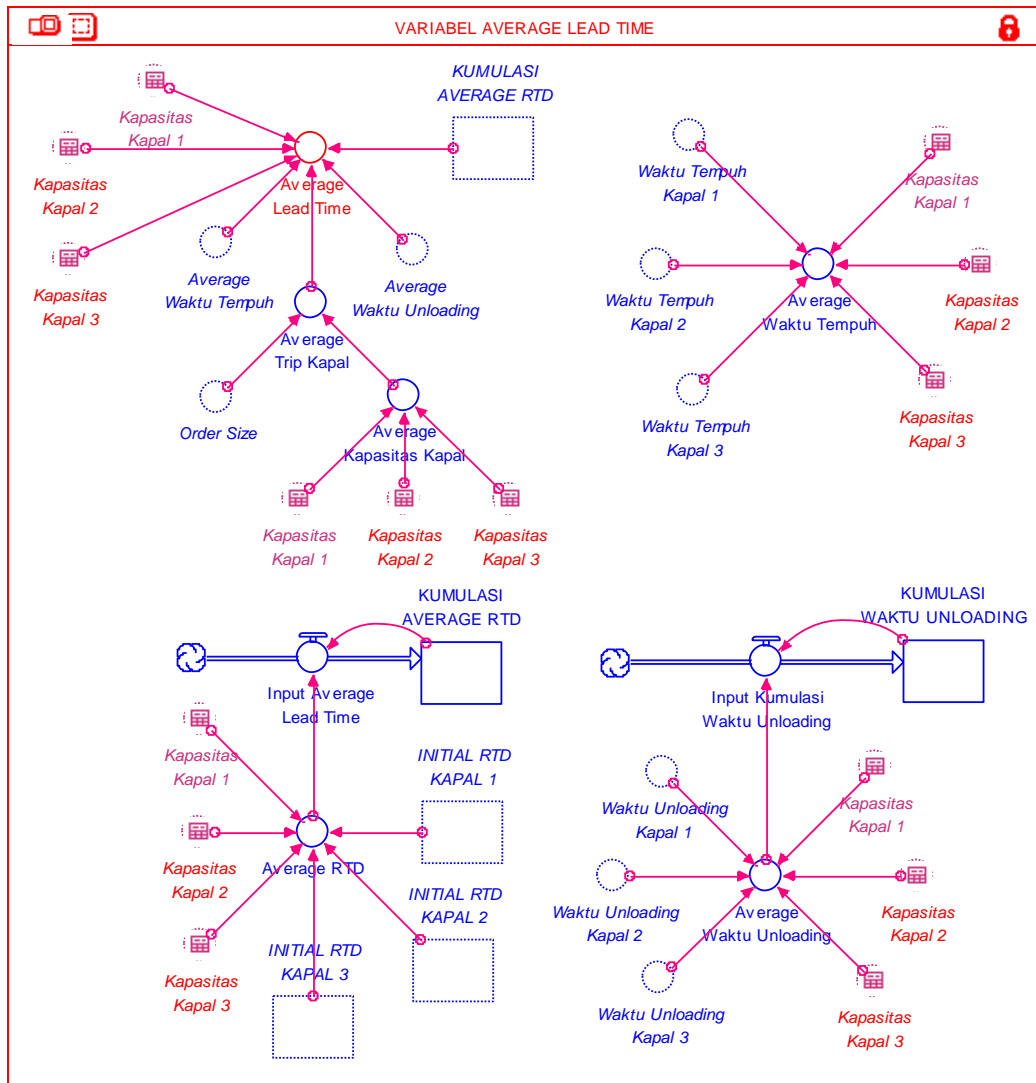 VARIABEL AVERAGE LEAD TIME
KUMULASI
AVERAGE RTD
Kapasitas
Kapal 1
Kapasitas
Kapal 2
Kapasitas
Kapal 3
Average
Lead Time
Average
Waktu Tempuh
Average
Waktu Unloading
Average
Trip Kapal
Order Size
Average
Kapasitas Kapal
Kapasitas
Kapal 1
Kapasitas
Kapal 2
Kapasitas
Kapal 3
Waktu Tempuh
Kapal 1
Kapasitas
Kapal 1
Waktu Tempuh
Kapal 2
Average
Waktu Tempuh
Kapasitas
Kapal 2
Waktu Tempuh
Kapal 3
Kapasitas
Kapal 3
KUMULASI
AVERAGE RTD
Input Average
Lead Time
Kapasitas
Kapal 1
INITIAL RTD
KAPAL 1
Kapasitas
Kapal 2
Average RTD
INITIAL RTD
KAPAL 2
Kapasitas
Kapal 3
INITIAL RTD
KAPAL 3
KUMULASI
WAKTU UNLOADING
Input Kumulasi
Waktu Unloading
Waktu Unloading
Kapal 1
Kapasitas
Kapal 1
Waktu Unloading
Kapal 2
Average
Waktu Unloading
Kapasitas
Kapal 2
Waktu Unloading
Kapal 3
Kapasitas
Kapal 3